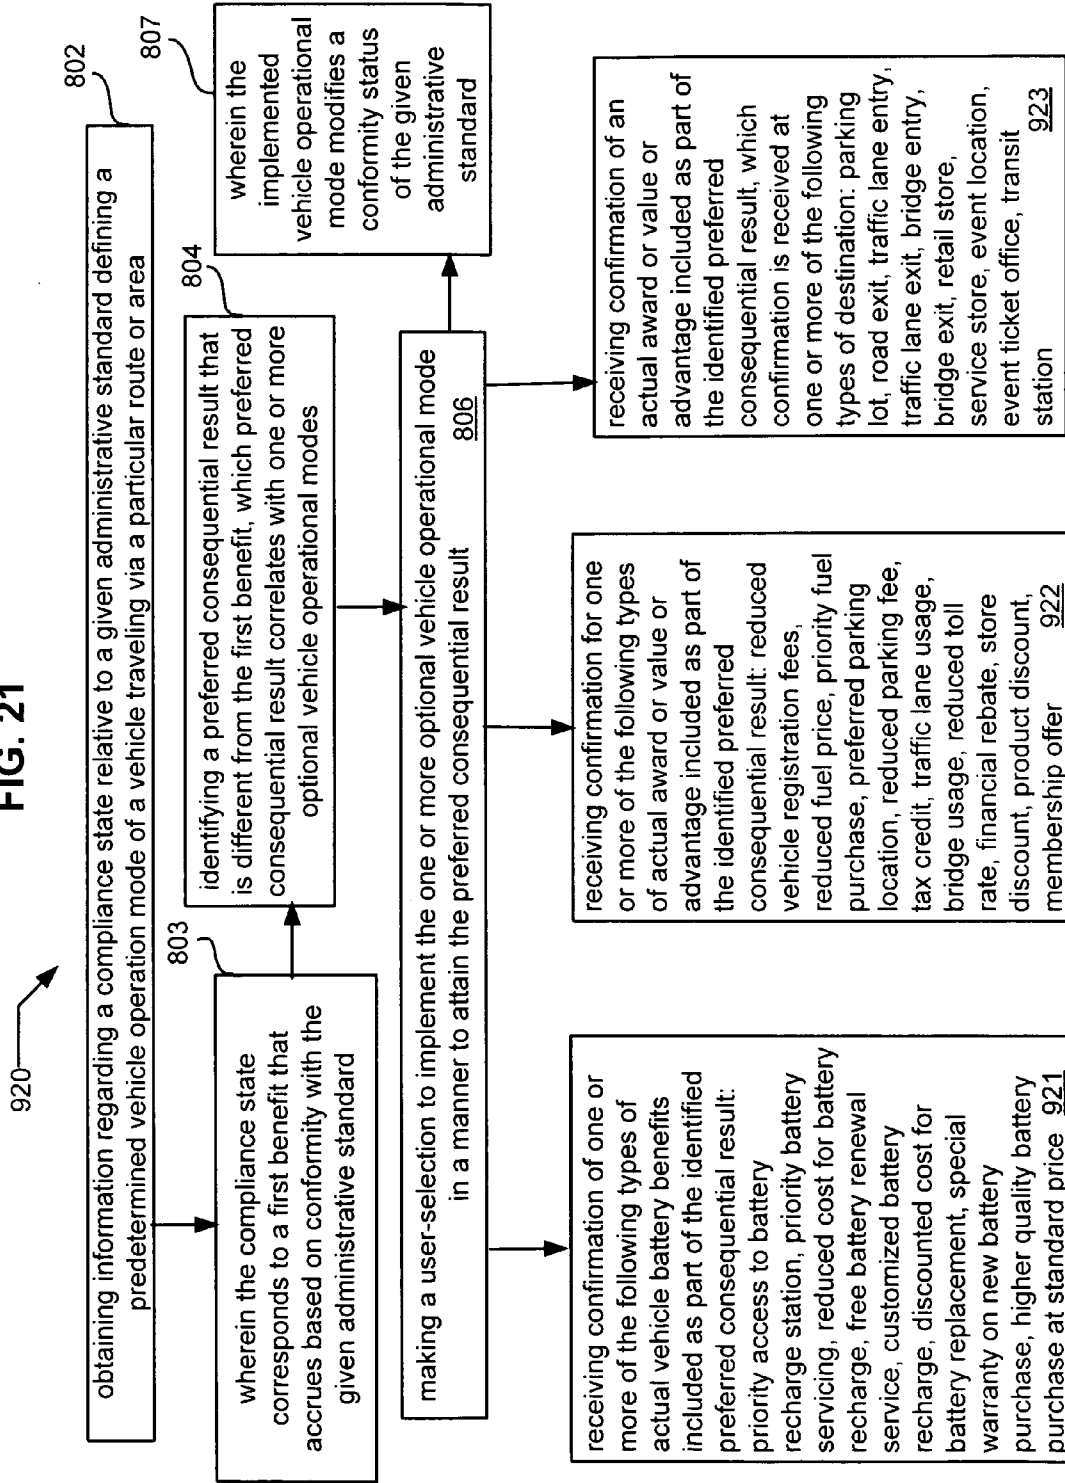 FIG. 21
920
802
obtaining information regarding a compliance state relative to a given administrative standard defining a
predetermined vehicle operation mode of a vehicle traveling via a particular route or area
803
wherein the compliance state
corresponds to a first benefit that
accrues based on conformity with the
given administrative standard
804
identifying a preferred consequential result that
is different from the first benefit, which preferred
consequential result correlates with one or more
optional vehicle operational modes
807
wherein the
implemented
vehicle operational
mode modifies a
conformity status
of the given
administrative
standard
making a user-selection to implement the one or more optional vehicle operational mode
in a manner to attain the preferred consequential result
806
receiving confirmation of one or
more of the following types of
actual vehicle battery benefits
included as part of the identified
preferred consequential result:
priority access to battery
recharge station, priority battery
servicing, reduced cost for battery
recharge, free battery renewal
service, customized battery
recharge, discounted cost for
battery replacement, special
warranty on new battery
purchase, higher quality battery
purchase at standard price 921
receiving confirmation for one
or more of the following types
of actual award or value or
advantage included as part of
the identified preferred
consequential result: reduced
vehicle registration fees,
reduced fuel price, priority fuel
purchase, preferred parking
location, reduced parking fee,
tax credit, traffic lane usage,
bridge usage, reduced toll
rate, financial rebate, store
discount, product discount,
membership offer 922
receiving confirmation of an
actual award or value or
advantage included as part of
the identified preferred
consequential result, which
confirmation is received at
one or more of the following
types of destination: parking
lot, road exit, traffic lane entry,
traffic lane exit, bridge entry,
bridge exit, retail store,
service store, event location,
event ticket office, transit
station 923